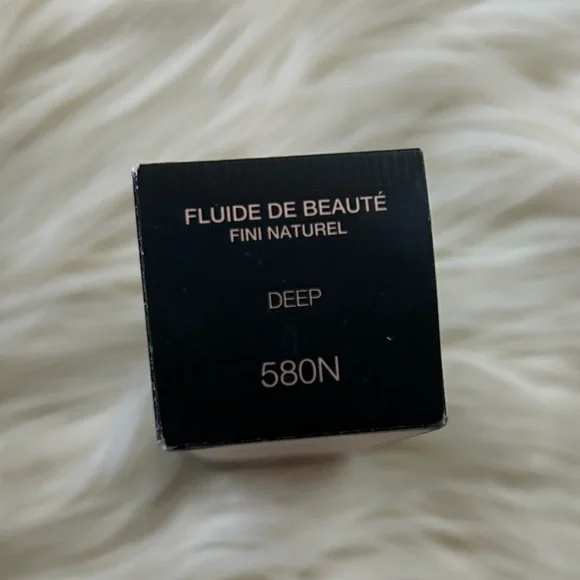 FLUIDE DE BEAUTÉ
FINI NATUREL
DEEP
580N